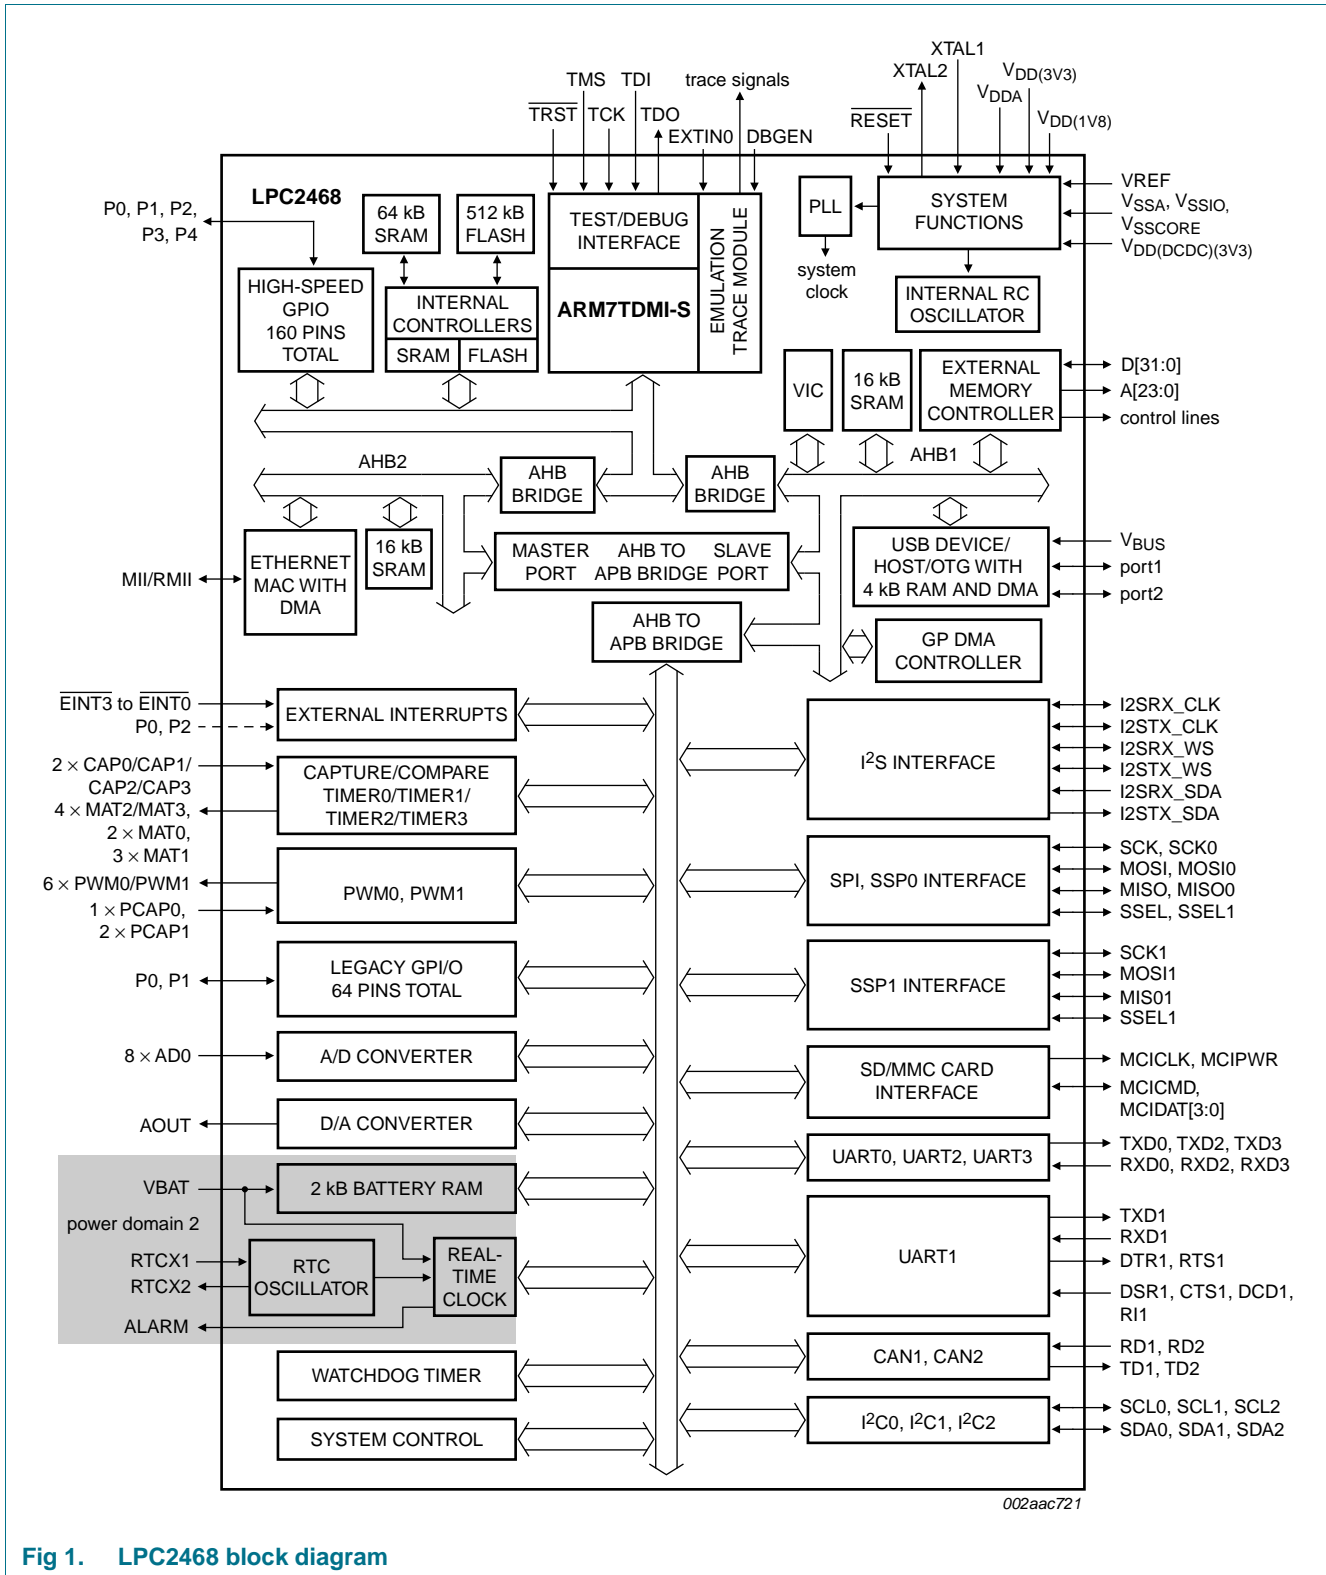 XTAL1
XTAL2
VDD(3V3)
TMS TDI
trace signals
VDDA
TRST TCK TDO
RESET
VDD(1V8)
EXTIN0 DBGEN
LPC2468
P0, P1, P2,
P3, P4
64 kB
SRAM
512 kB
FLASH
TEST/DEBUG
INTERFACE
EMULATION
TRACE MODULE
PLL
SYSTEM
FUNCTIONS
VREF
VSSA, VSSIO,
VSSCORE
VDD(DCDC)(3V3)
system
clock
HIGH-SPEED
GPIO
160 PINS
TOTAL
INTERNAL
CONTROLLERS
SRAM FLASH
ARM7TDMI-S
INTERNAL RC
OSCILLATOR
VIC
16 kB
SRAM
EXTERNAL
MEMORY
CONTROLLER
D[31:0]
A[23:0]
control lines
AHB2
AHB
BRIDGE
AHB
BRIDGE
AHB1
ETHERNET
MAC WITH
DMA
16 kB
SRAM
MASTER
PORT
AHB TO
APB BRIDGE
SLAVE
PORT
USB DEVICE/
HOST/OTG WITH
4 kB RAM AND DMA
VBUS
port1
port2
MII/RMII
AHB TO
APB BRIDGE
GP DMA
CONTROLLER
EINT3 to EINT0
P0, P2
EXTERNAL INTERRUPTS
I2S INTERFACE
I2SRX_CLK
I2STX_CLK
I2SRX_WS
I2STX_WS
I2SRX_SDA
I2STX_SDA
2 × CAP0/CAP1/
CAP2/CAP3
4 × MAT2/MAT3,
2 × MAT0,
3 × MAT1
CAPTURE/COMPARE
TIMER0/TIMER1/
TIMER2/TIMER3
6 × PWM0/PWM1
1 × PCAP0,
2 × PCAP1
PWM0, PWM1
SPI, SSP0 INTERFACE
SCK, SCK0
MOSI, MOSI0
MISO, MISO0
SSEL, SSEL1
P0, P1
LEGACY GPI/O
64 PINS TOTAL
SSP1 INTERFACE
SCK1
MOSI1
MIS01
SSEL1
8 × AD0
A/D CONVERTER
SD/MMC CARD
INTERFACE
MCICLK, MCIPWR
MCICMD,
MCIDAT[3:0]
AOUT
D/A CONVERTER
UART0, UART2, UART3
TXD0, TXD2, TXD3
RXD0, RXD2, RXD3
VBAT
2 kB BATTERY RAM
power domain 2
RTCX1
RTCX2
RTC
OSCILLATOR
REAL-
TIME
CLOCK
ALARM
UART1
TXD1
RXD1
DTR1, RTS1
DSR1, CTS1, DCD1,
RI1
WATCHDOG TIMER
CAN1, CAN2
RD1, RD2
TD1, TD2
SYSTEM CONTROL
I2C0, I2C1, I2C2
SCL0, SCL1, SCL2
SDA0, SDA1, SDA2
002aac721
Fig 1. LPC2468 block diagram